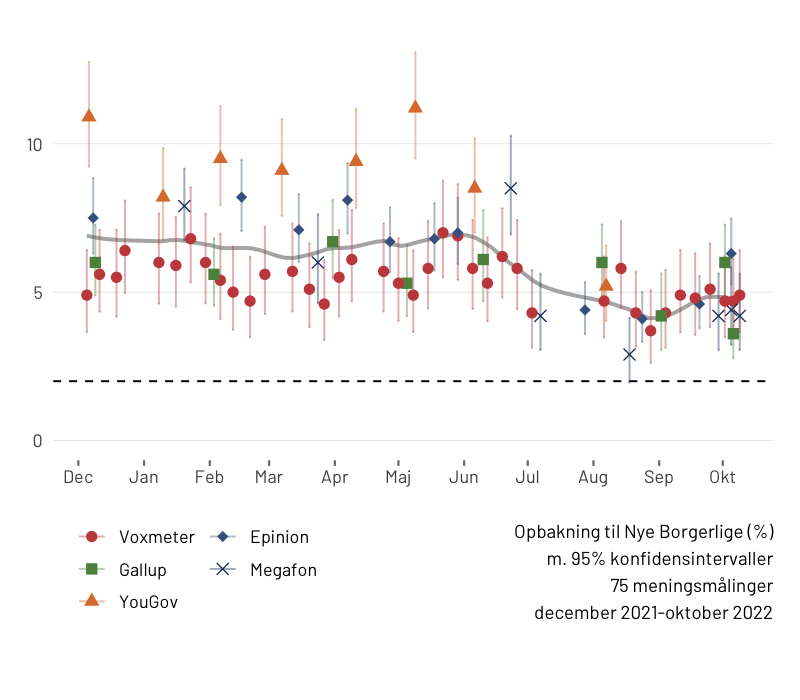 10
5
0
Dec Jan Feb Mar Apr Maj Jun Jul Aug Sep Okt
Voxmeter Epinion
Gallup Megafon
YouGov
Opbakning til Nye Borgerlige (%)
m. 95% konfidensintervaller
75 meningsmålinger
december 2021-oktober 2022